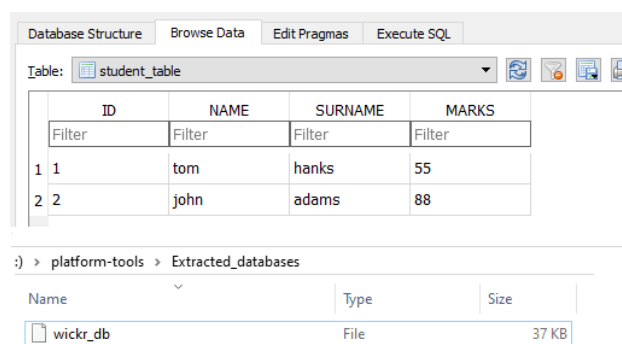 Database Structure Browse Data Edit Pragmas Execute SQL
Table: student_table
ID NAME SURNAME MARKS
Filter Filter Filter Filter
1 1 tom hanks 55
2 2 john adams 88
:) > platform-tools > Extracted_databases
Name Type Size
wickr_db File 37 KB